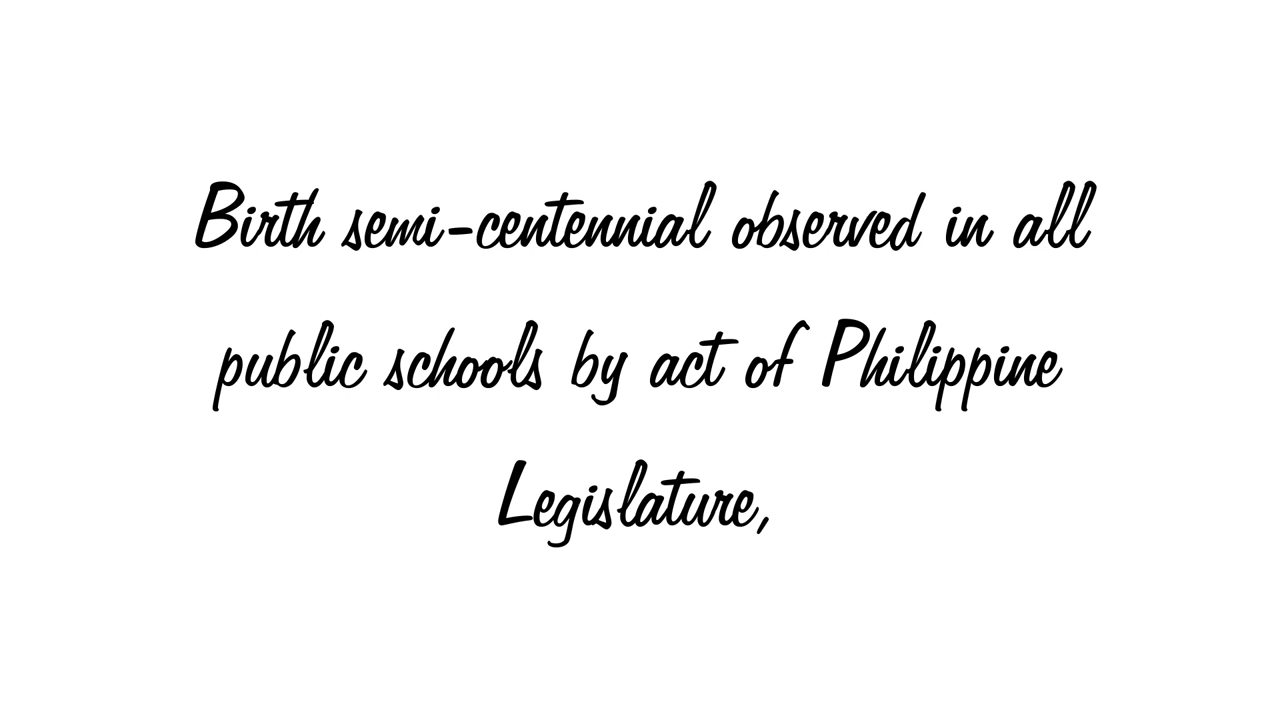 Birth semi-centennial observed in all
public schools by act of Philippine
Legislature,